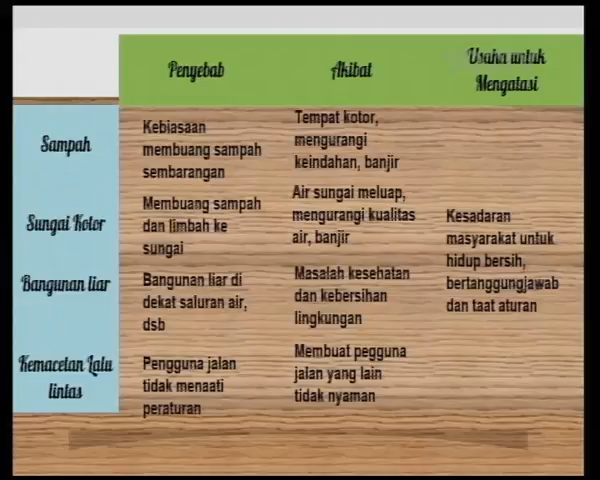 Penyebab
Akibat
Usaha untuk
Mengatasi
Sampah
Kebiasaan
membuang sampah
sembarangan
Tempat kotor,
mengurangi
keindahan, banjir
Sungai Kotor
Membuang sampah
dan limbah ke
sungai
Air sungai meluap,
mengurangi kualitas
air, banjir
Bangunan liar
Bangunan liar di
dekat saluran air,
dsb
Masalah kesehatan
dan kebersihan
lingkungan
Kemacetan Lalu
lintas
Pengguna jalan
tidak menaati
peraturan
Membuat pegguna
jalan yang lain
tidak nyaman
Kesadaran
masyarakat untuk
hidup bersih,
bertanggungjawab
dan taat aturan